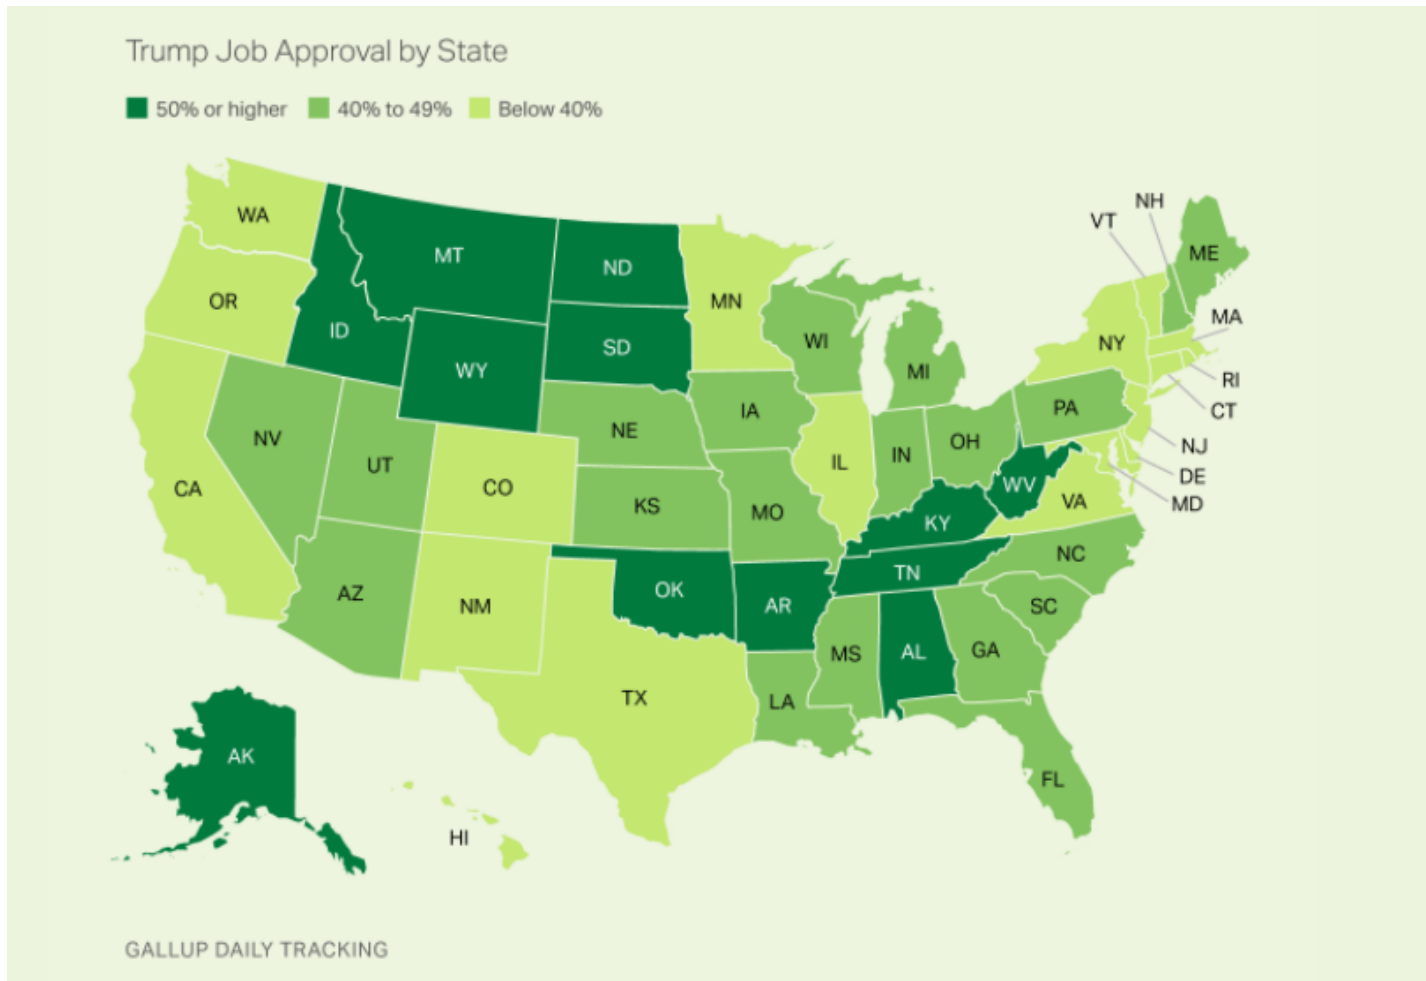 Trump Job Approval by State
50% or higher 40% to 49% Below 40%
NH
VT
WA
ME
MT
ND
OR
MN
MA
ID
WI
NY
SD
WY
MI
RI
IA
PA
CT
NE
NV
OH
NJ
IN
IL
UT
DE
CO
WV
CA
VA
MD
KS
MO
KY
NC
TN
OK
AZ
NM
AR
SC
GA
AL
MS
TX
LA
AK
FL
HI
GALLUP DAILY TRACKING